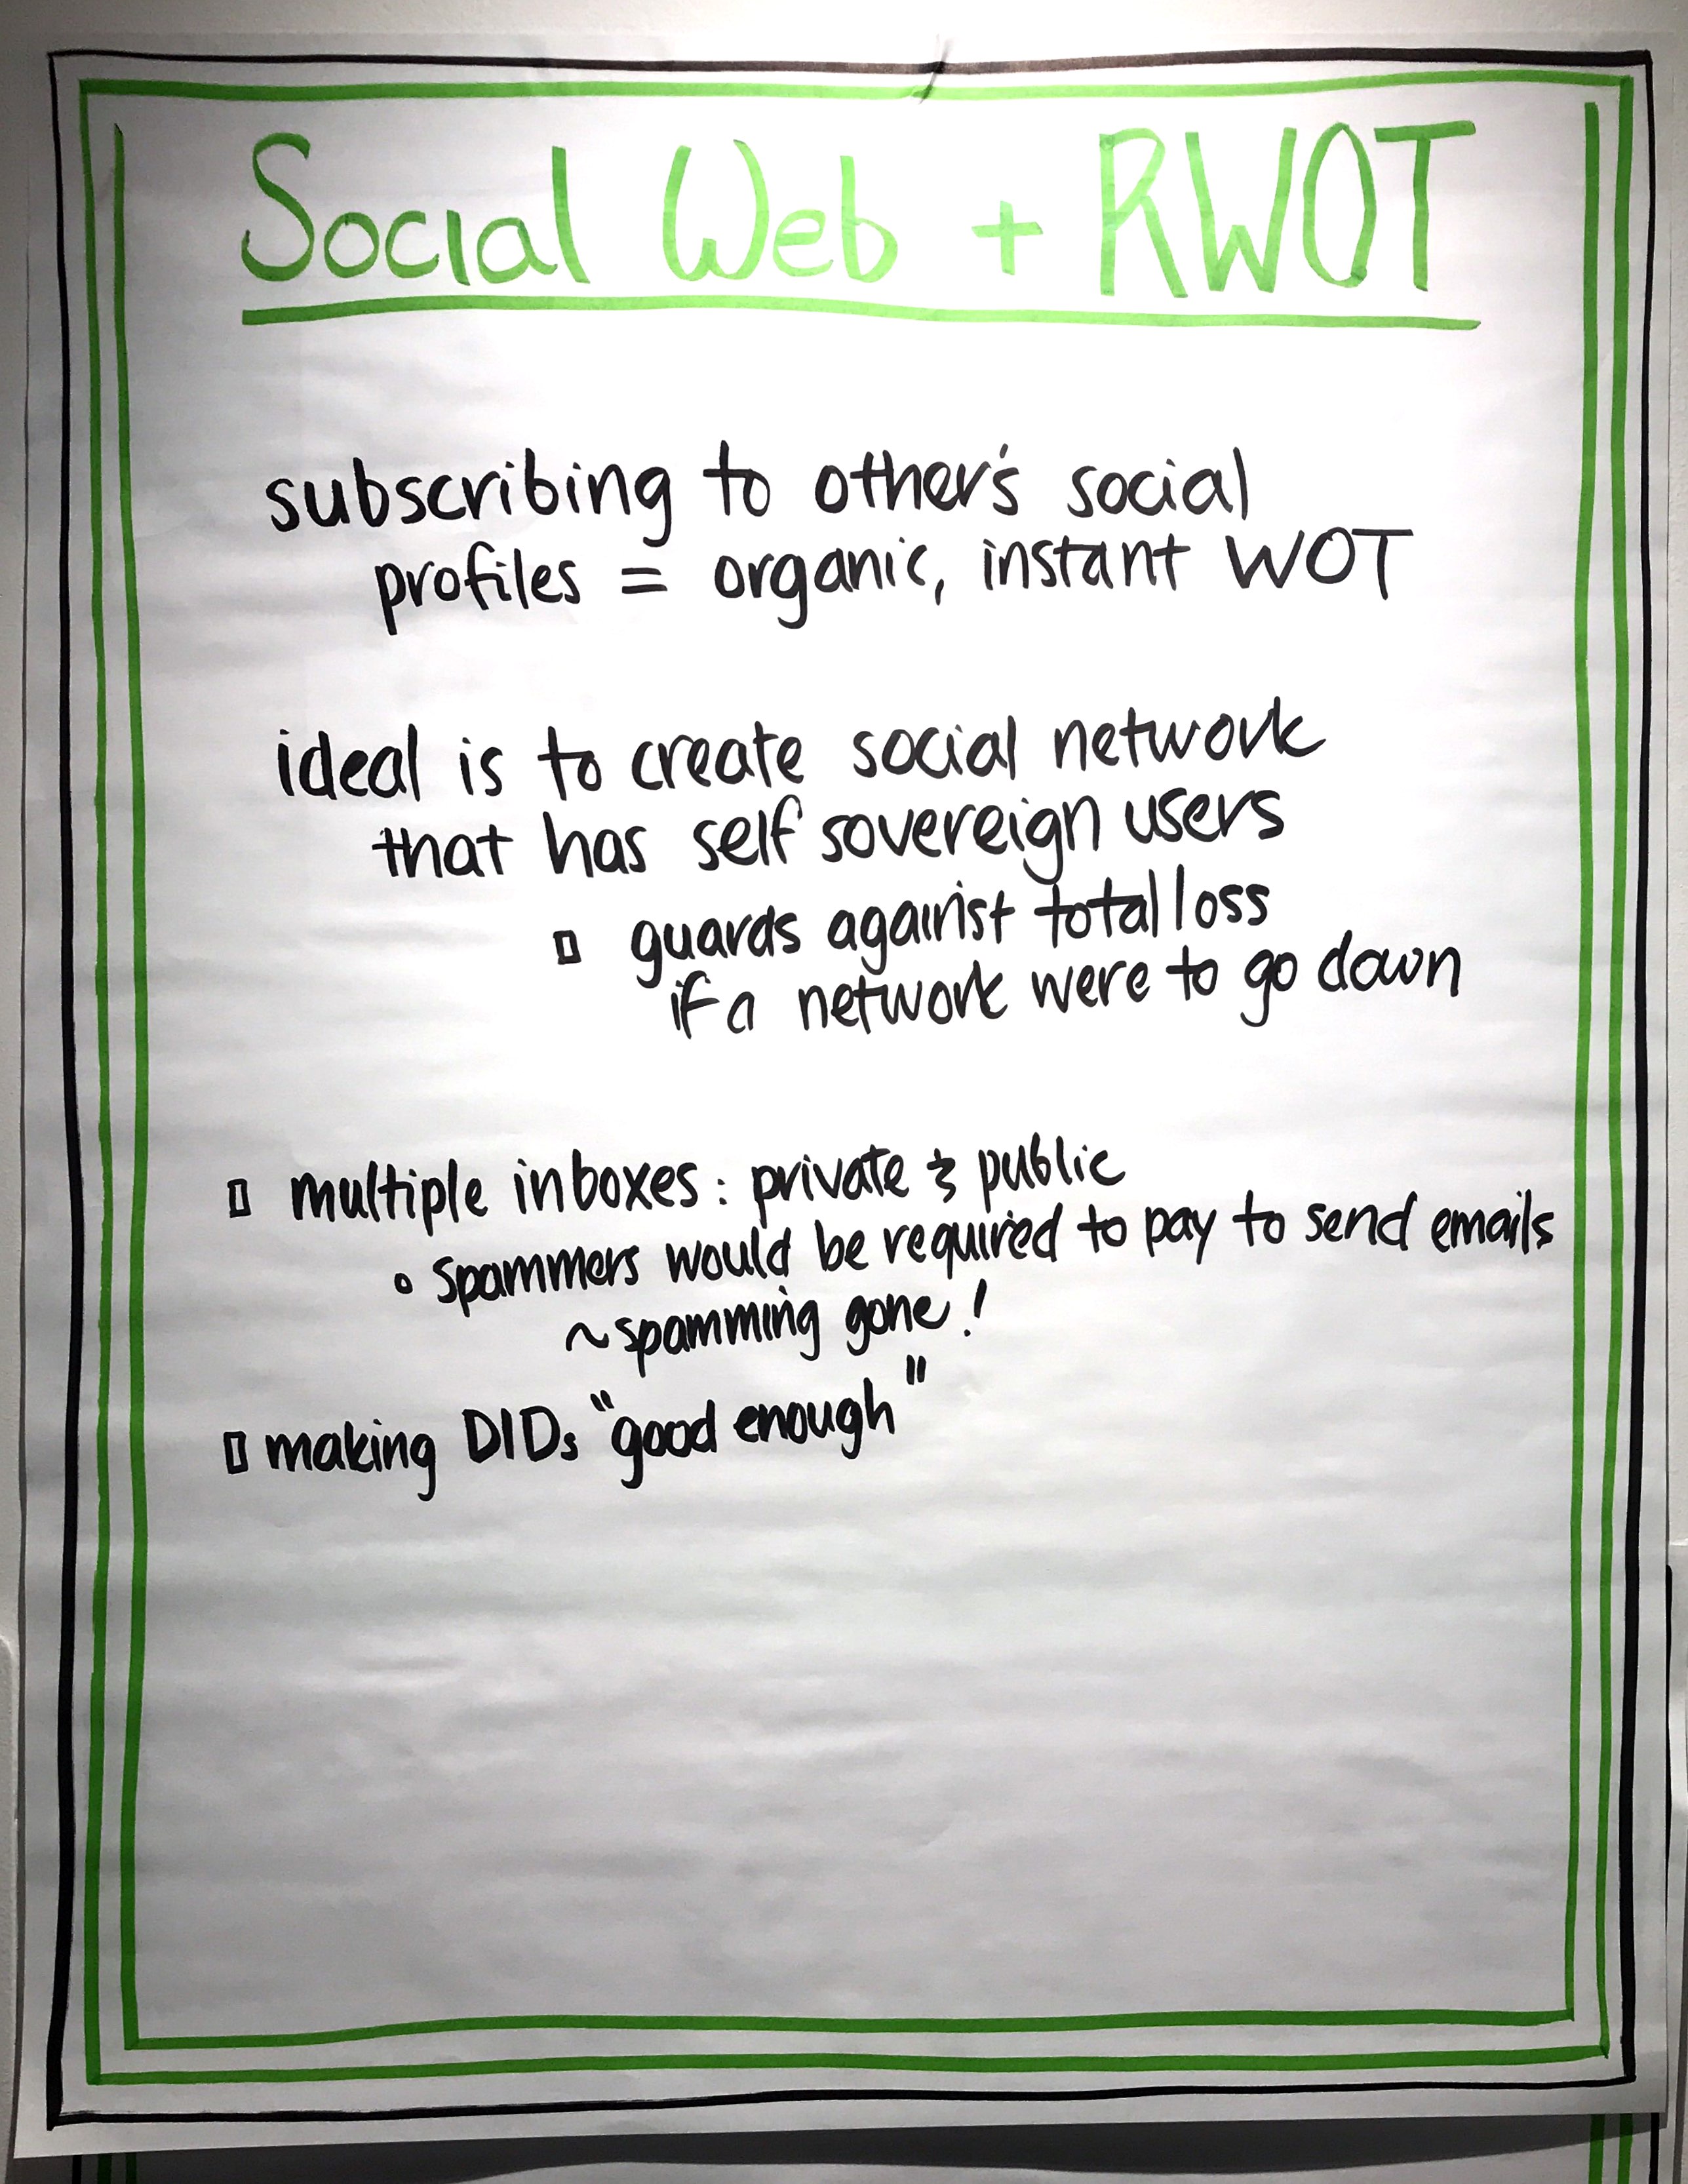 Social Web + RWOT
subscribing to other's social
profiles = organic, instant WOT
ideal is to create social network
that has self sovereign users
▯ guards against total loss
if a network were to go down
▯ multiple inboxes: private & public
• spammers would be required to pay to send emails
~spamming gone!
▯ making DIDs "good enough"